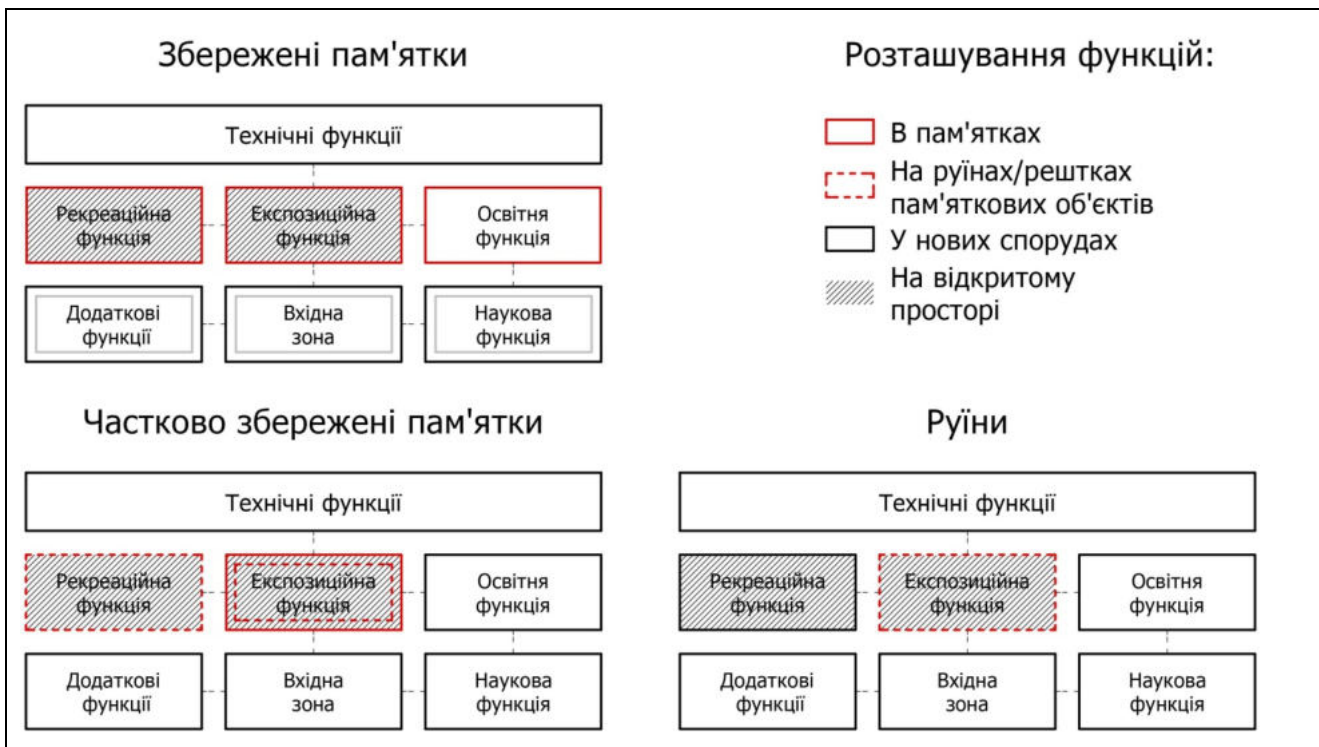 Збережені пам'ятки
Технічні функції
Рекреаційна
функція
Експозиційна
функція
Освітня
функція
Додаткові
функції
Вхідна
зона
Наукова
функція
Розташування функцій:
В пам'ятках
На руїнах/рештках
пам'яткових об'єктів
У нових спорудах
На відкритому
просторі
Частково збережені пам'ятки
Технічні функції
Рекреаційна
функція
Експозиційна
функція
Освітня
функція
Додаткові
функції
Вхідна
зона
Наукова
функція
Руїни
Технічні функції
Рекреаційна
функція
Експозиційна
функція
Освітня
функція
Додаткові
функції
Вхідна
зона
Наукова
функція